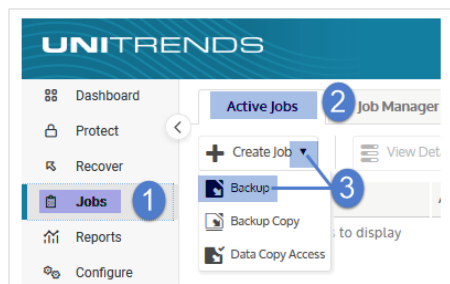 UNITRENDS
Dashboard
Protect
Recover
Jobs 1
Reports
Configure
Active Jobs 2 Job Manager
Create Job 3 View
Backup
Backup Copy
Data Copy Access
to display